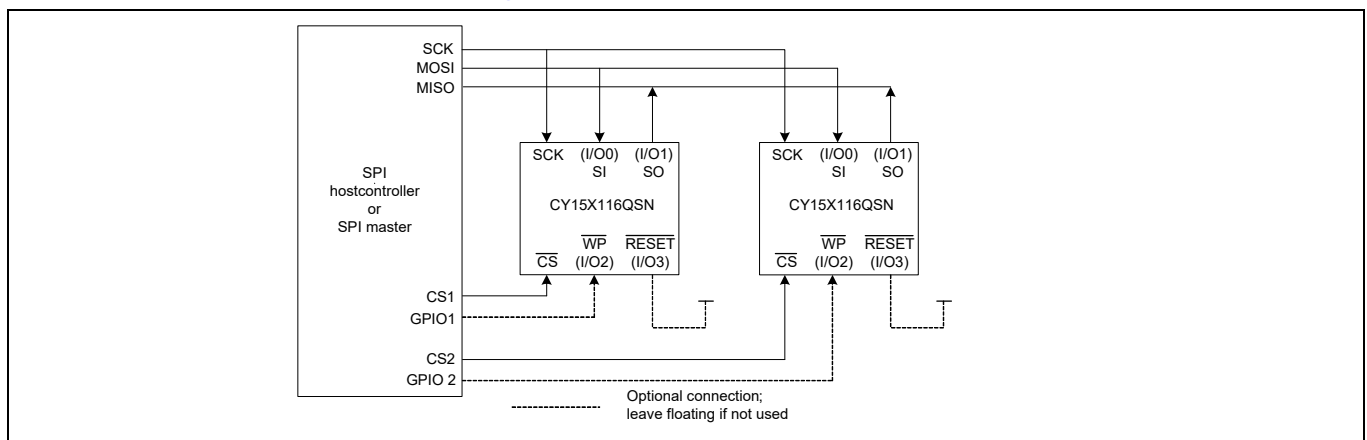 SCK
MOSI
MISO
SPI
hostcontroller
or
SPI master
CS1
GPIO1
CS2
GPIO 2
SCK (I/O0) (I/O1)
SI SO
CY15X116QSN
WP RESET
CS (I/O2) (I/O3)
SCK (I/O0) (I/O1)
SI SO
CY15X116QSN
WP RESET
CS (I/O2) (I/O3)
Optional connection;
leave floating if not used